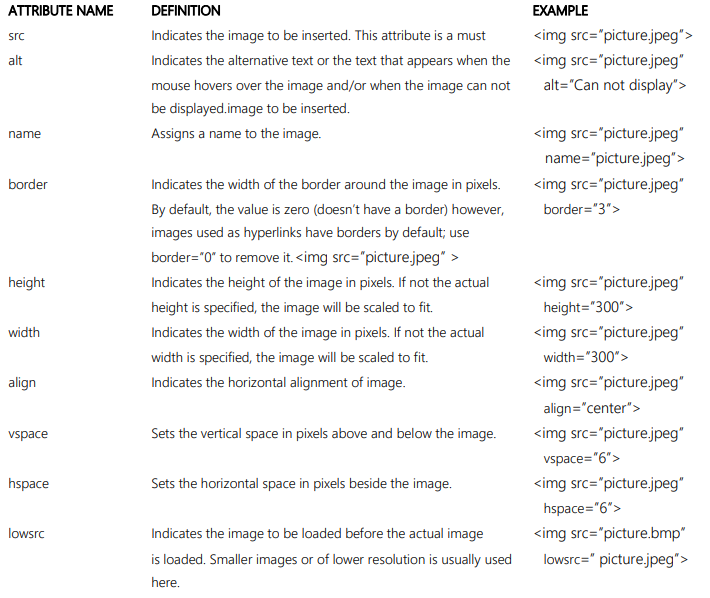 ATTRIBUTE NAME DEFINITION EXAMPLE
src Indicates the image to be inserted. This attribute is a must <img src="picture.jpeg">
alt Indicates the alternative text or the text that appears when the <img src="picture.jpeg"
mouse hovers over the image and/or when the image can not alt="Can not display">
be displayed.image to be inserted.
name Assigns a name to the image. <img src="picture.jpeg"
name="picture.jpeg">
border Indicates the width of the border around the image in pixels. <img src="picture.jpeg"
By default, the value is zero (doesn't have a border) however, border="3">
images used as hyperlinks have borders by default; use
border="0" to remove it. <img src="picture.jpeg" >
height Indicates the height of the image in pixels. If not the actual <img src="picture.jpeg"
height is specified, the image will be scaled to fit. height="300">
width Indicates the width of the image in pixels. If not the actual <img src="picture.jpeg"
width is specified, the image will be scaled to fit. width="300">
align Indicates the horizontal alignment of image. <img src="picture.jpeg"
align="center">
vspace Sets the vertical space in pixels above and below the image. <img src="picture.jpeg"
vspace="6">
hspace Sets the horizontal space in pixels beside the image. <img src="picture.jpeg"
hspace="6">
lowsrc Indicates the image to be loaded before the actual image <img src="picture.bmp"
is loaded. Smaller images or of lower resolution is usually used lowsrc=" picture.jpeg">
here.